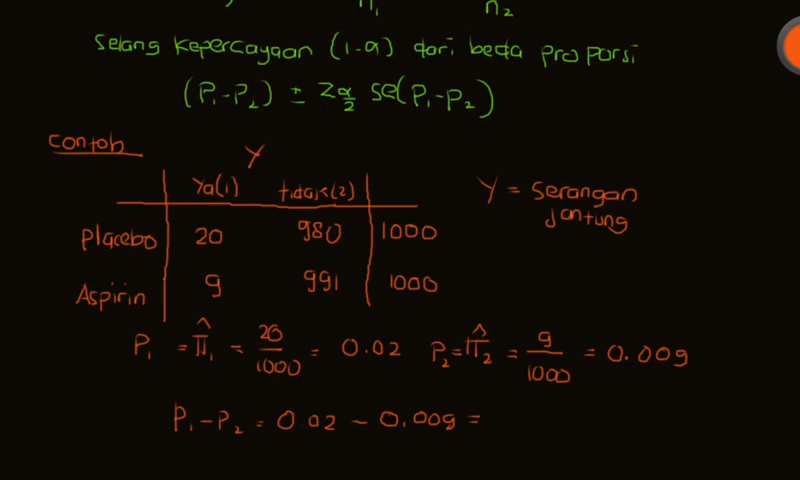 n₁ n₂
Selang kepercayaan (1-α) dari beda proporsi
(P₁-P₂) ± Zα/2 se(P₁-P₂)
Contoh
Y
Ya(1) tidak(2)
Placebo 20 980 1000
Aspirin 9 991 1000
Y = Serangan
Jantung
P₁ = π̂₁ = 20/1000 = 0.02 P₂ = π̂₂ = 9/1000 = 0.009
P₁-P₂ = 0.02 - 0.009 =